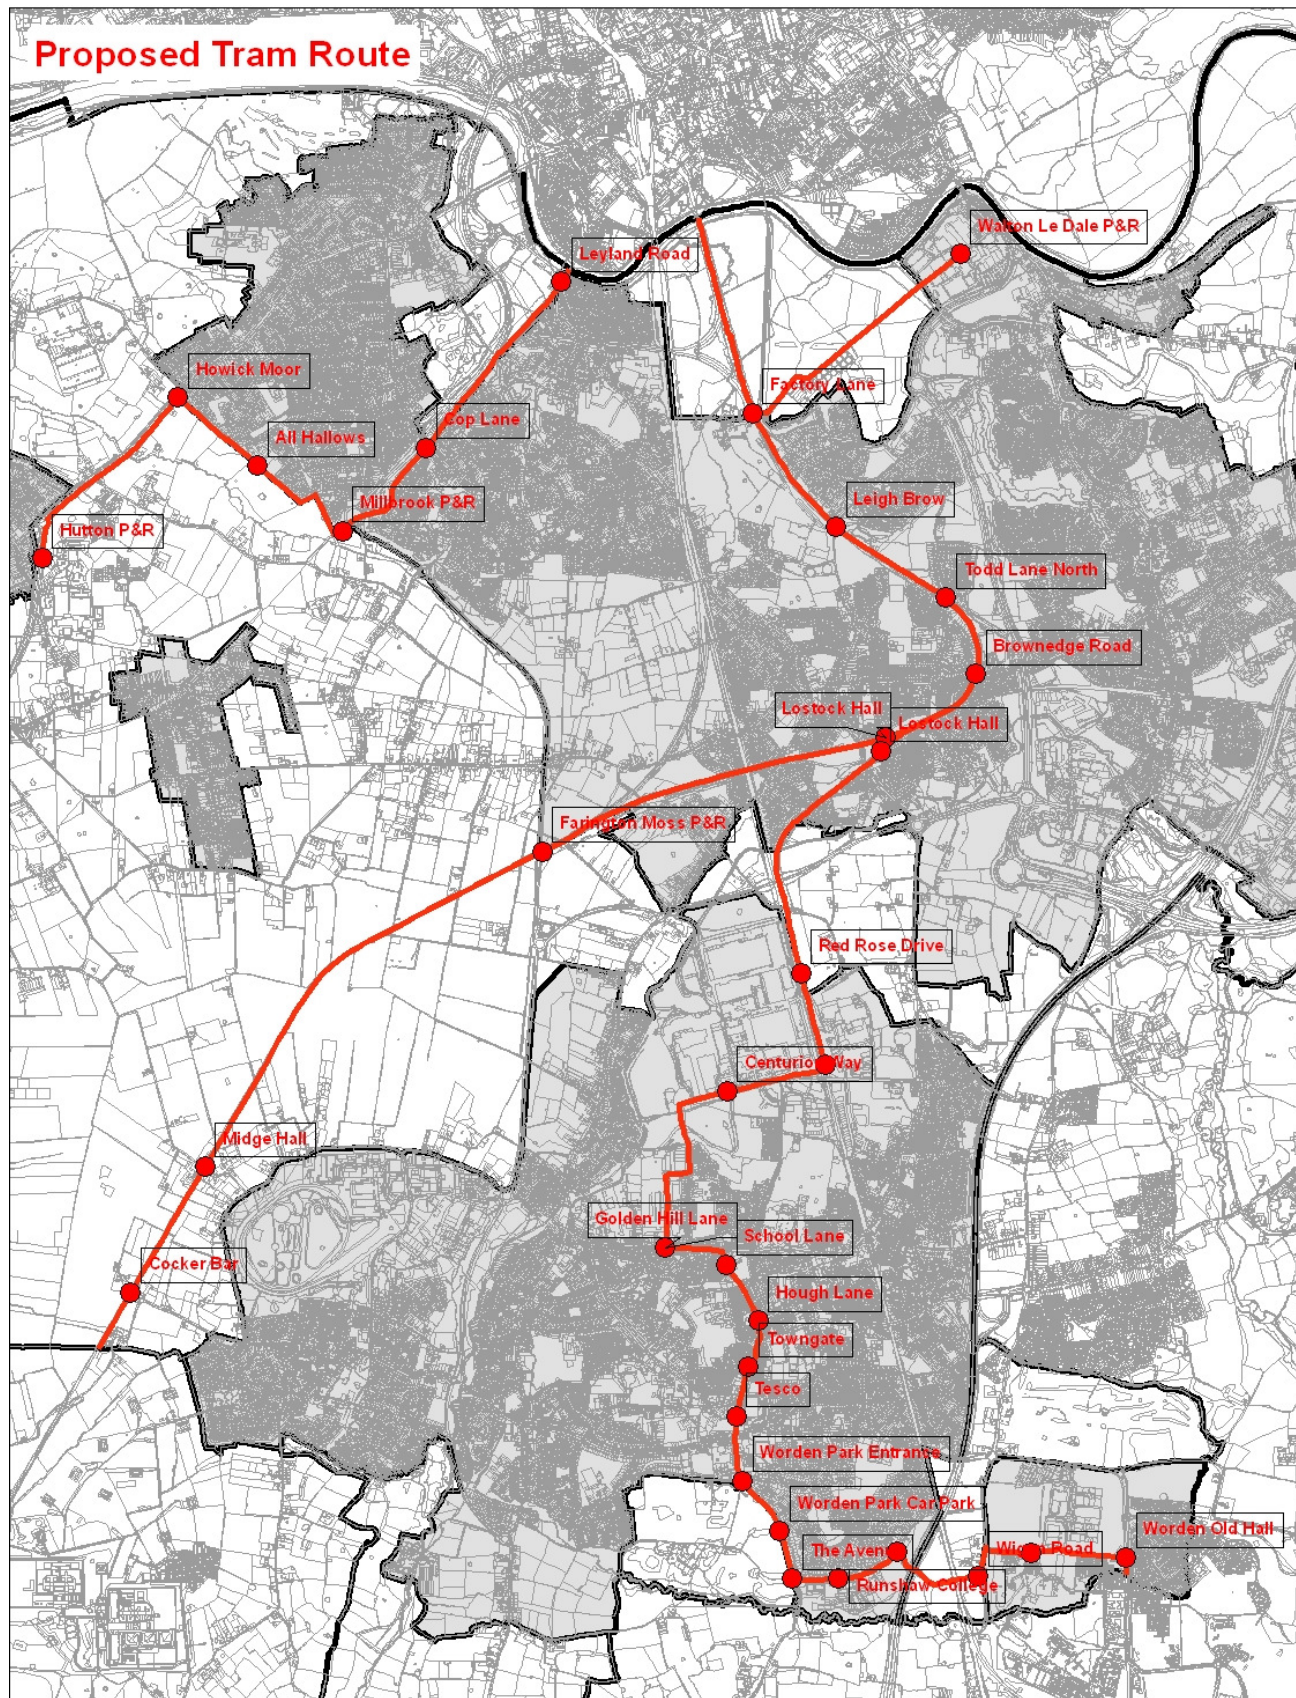 Proposed Tram Route
Walton Le Dale P&R
Leyland Road
Howick Moor
Factory Lane
Cop Lane
All Hallows
Leigh Brow
Millbrook P&R
Hutton P&R
Todd Lane North
Brownedge Road
Lostock Hall
Lostock Hall
Farington Moss P&R
Red Rose Drive
Centurion Way
Midge Hall
Golden Hill Lane
School Lane
Cocker Bar
Hough Lane
Towngate
Tesco
Worden Park Entrance
Worden Park Car Park
Worden Old Hall
The Avenue
Wigan Road
Runshaw College